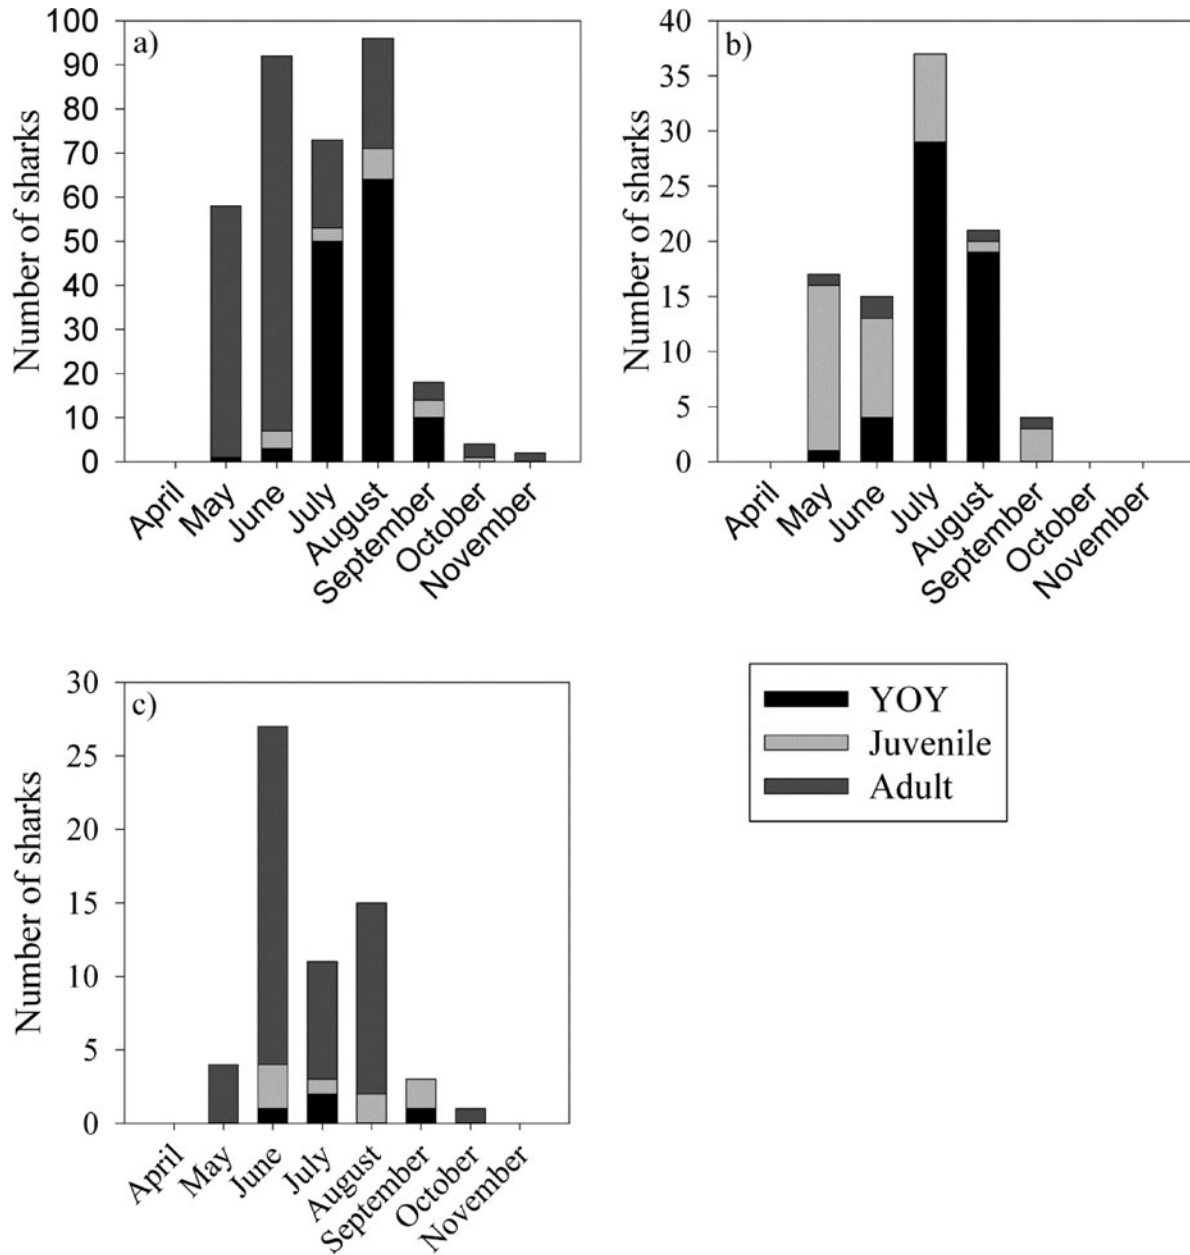 a)
Number of sharks
100
90
80
70
60
50
40
30
20
10
0
April
May
June
July
August
September
October
November
b)
Number of sharks
40
35
30
25
20
15
10
5
0
April
May
June
July
August
September
October
November
c)
Number of sharks
30
25
20
15
10
5
0
April
May
June
July
August
September
October
November
YOY
Juvenile
Adult